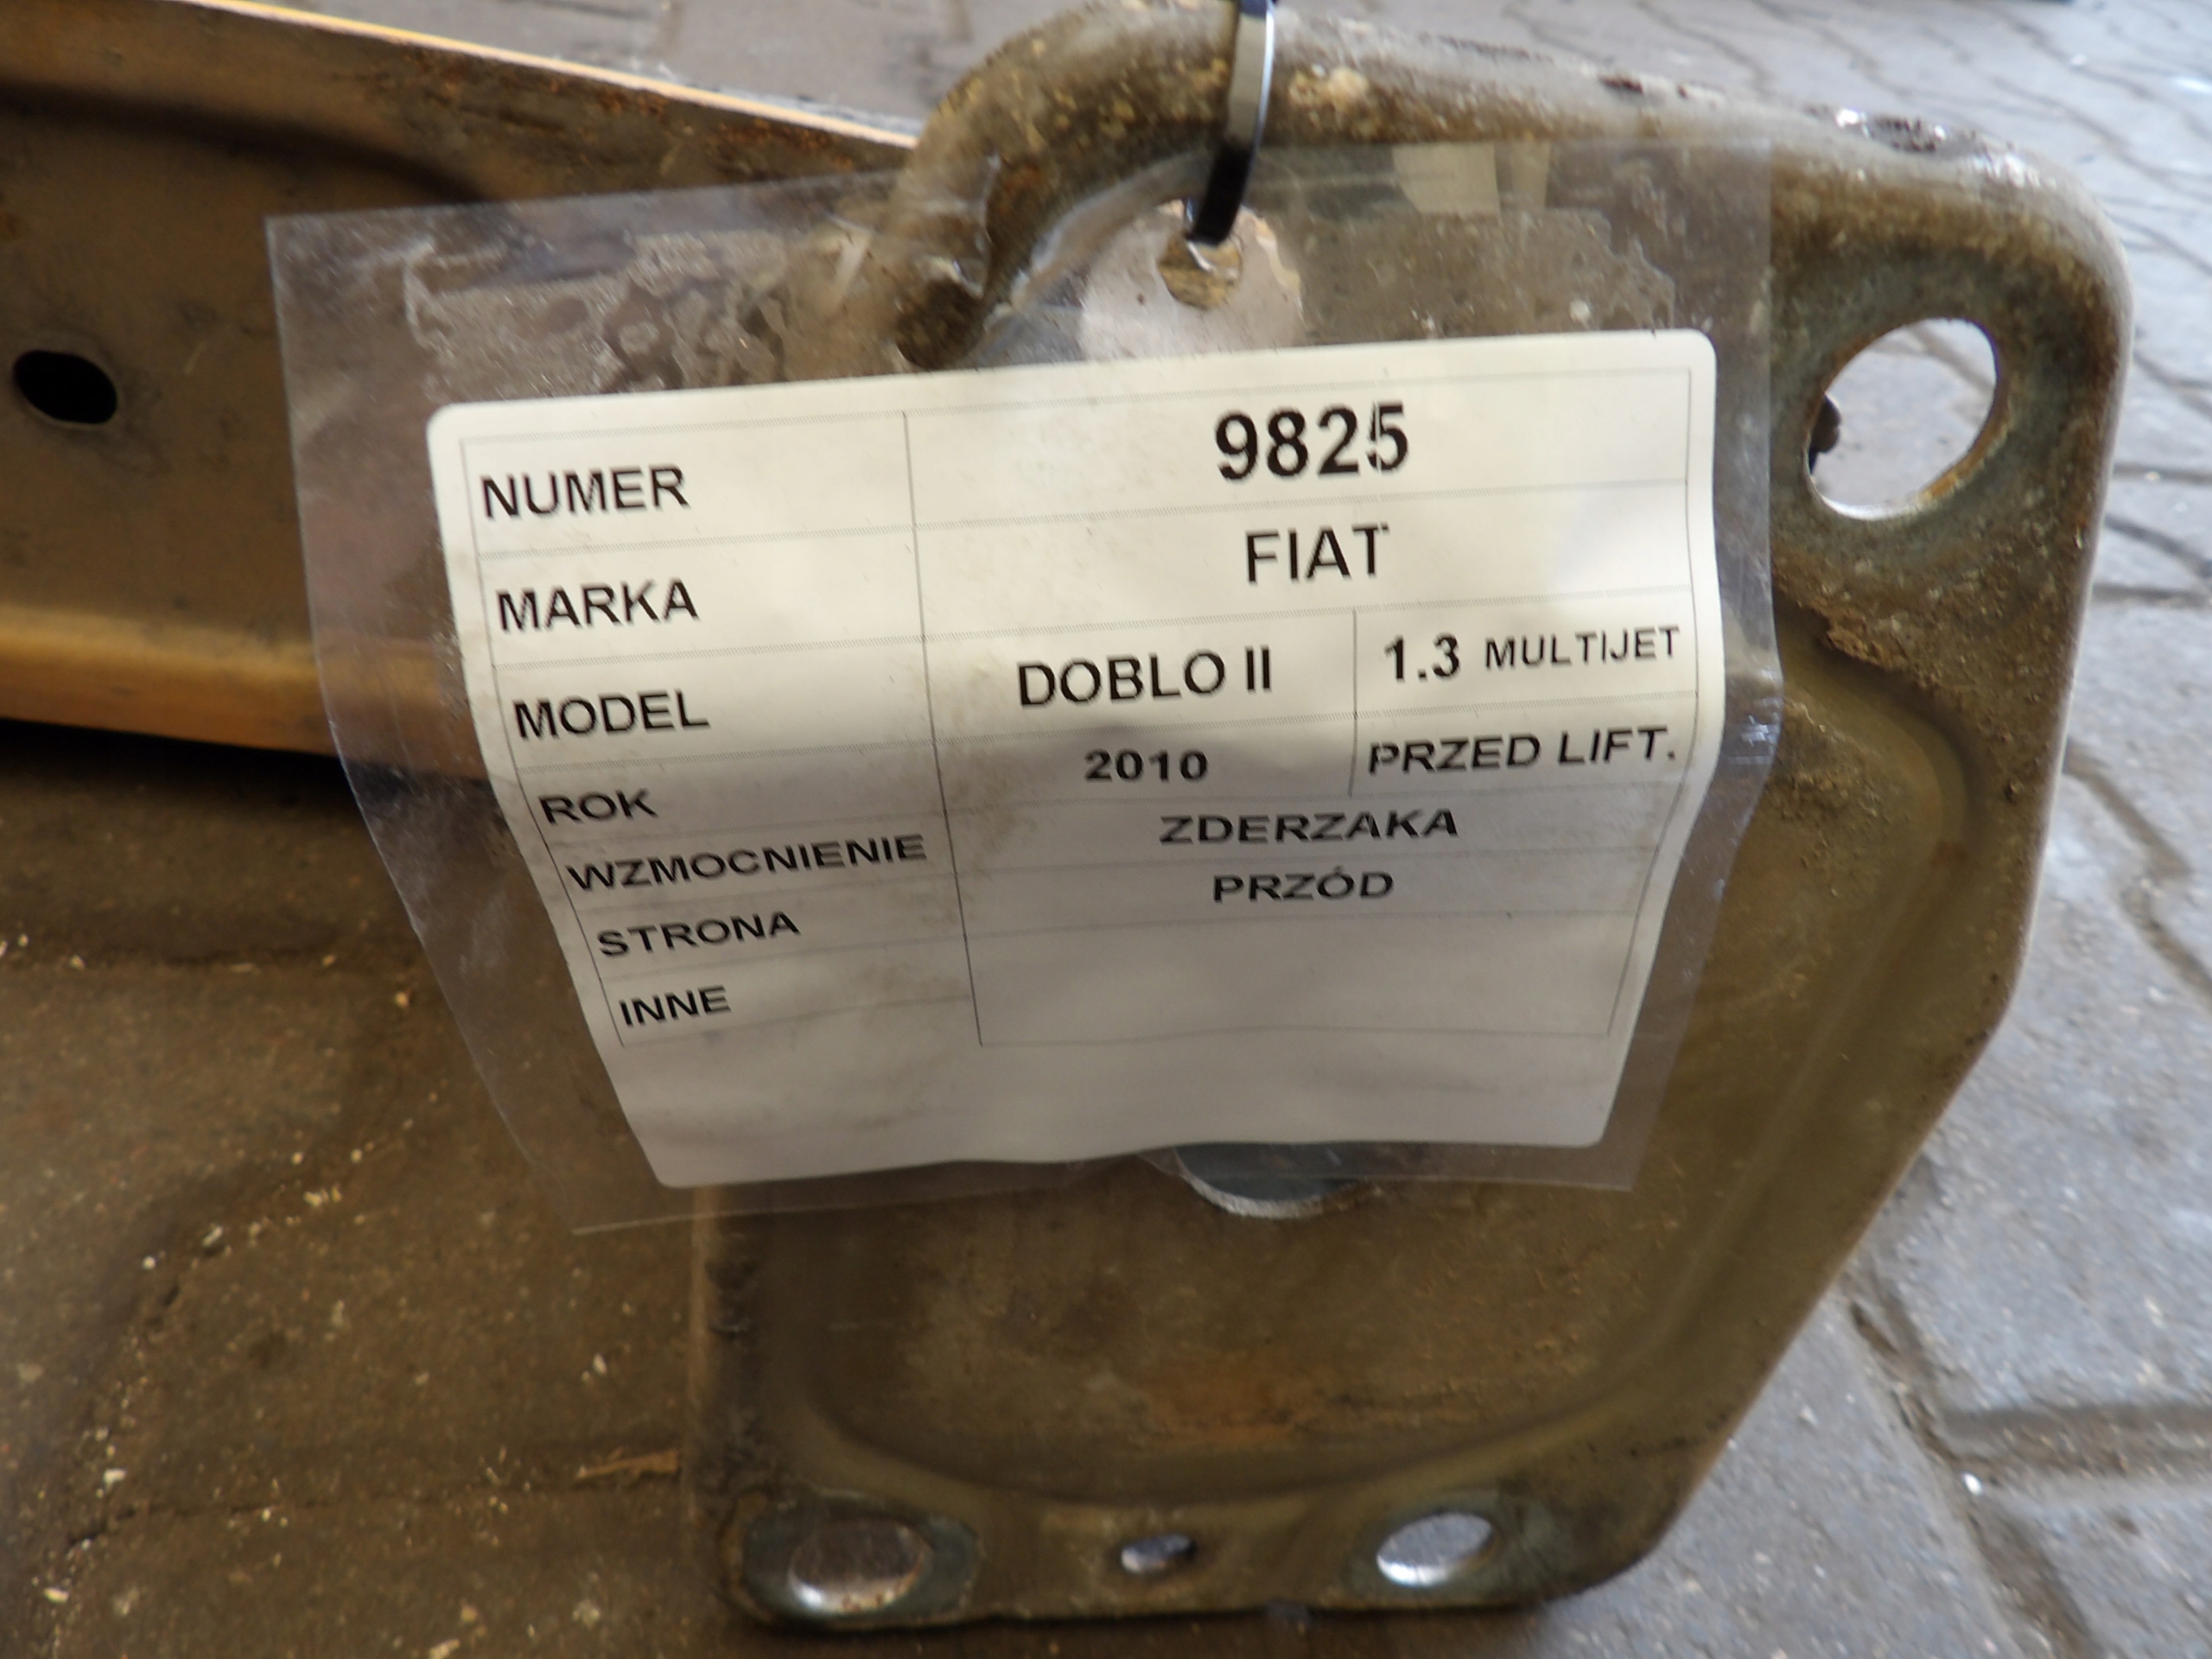 NUMER 9825
MARKA FIAT
MODEL DOBLO II 1.3 MULTIJET
ROK 2010 PRZED LIFT.
WZMOCNIENIE ZDERZAKA
STRONA PRZÓD
INNE